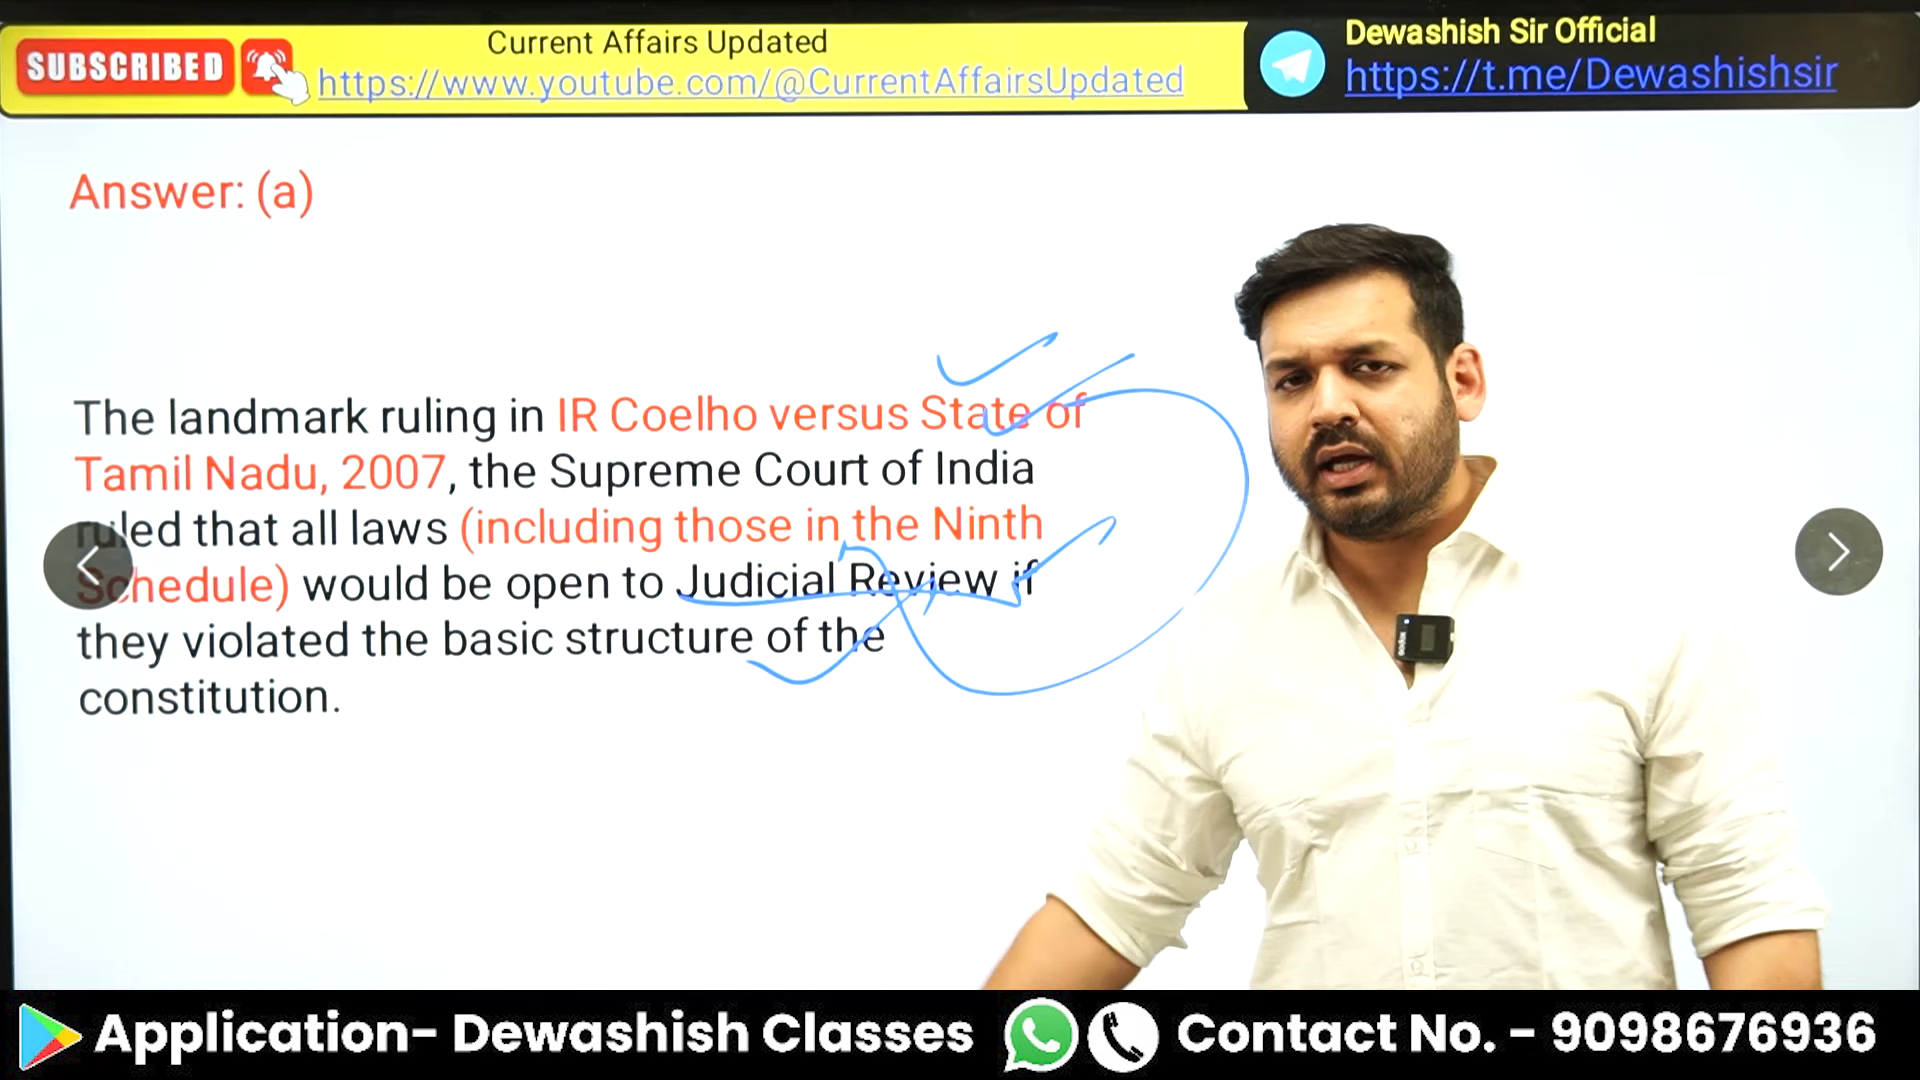 SUBSCRIBED
Current Affairs Updated
https://www.youtube.com/@CurrentAffairsUpdated
Dewashish Sir Official
https://t.me/Dewashishsir
Answer: (a)
The landmark ruling in IR Coelho versus State of
Tamil Nadu, 2007, the Supreme Court of India
ruled that all laws (including those in the Ninth
Schedule) would be open to Judicial Review if
they violated the basic structure of the
constitution.
Application- Dewashish Classes
Contact No. - 9098676936